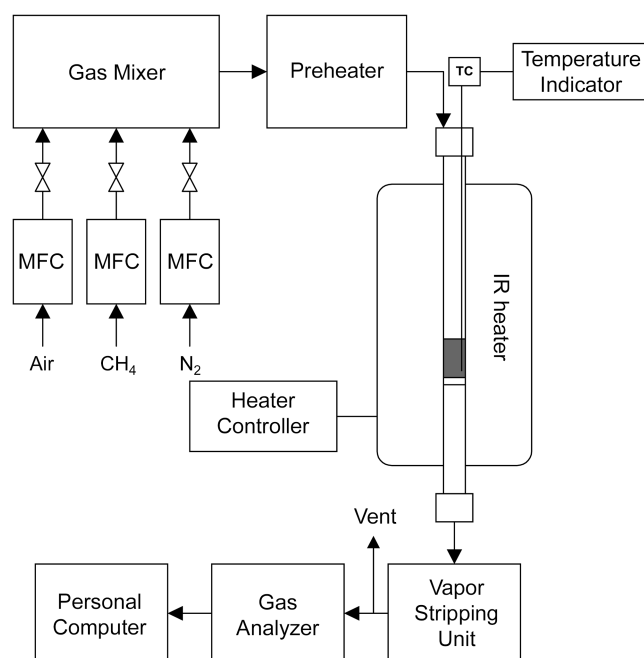 Gas Mixer
Preheater
TC
Temperature
Indicator
MFC
MFC
MFC
Air
CH₄
N₂
IR heater
Heater
Controller
Vent
Personal
Computer
Gas
Analyzer
Vapor
Stripping
Unit